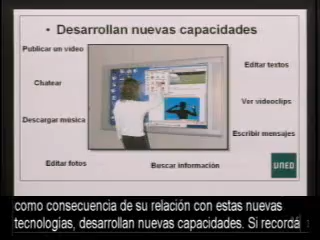 • Desarrollan nuevas capacidades
Publicar un vídeo
Editar textos
Chatear
Ver videoclips
Descargar música
Escribir mensajes
Editar fotos
Buscar información
UNED
como consecuencia de su relación con estas nuevas
tecnologías, desarrollan nuevas capacidades. Si recordá